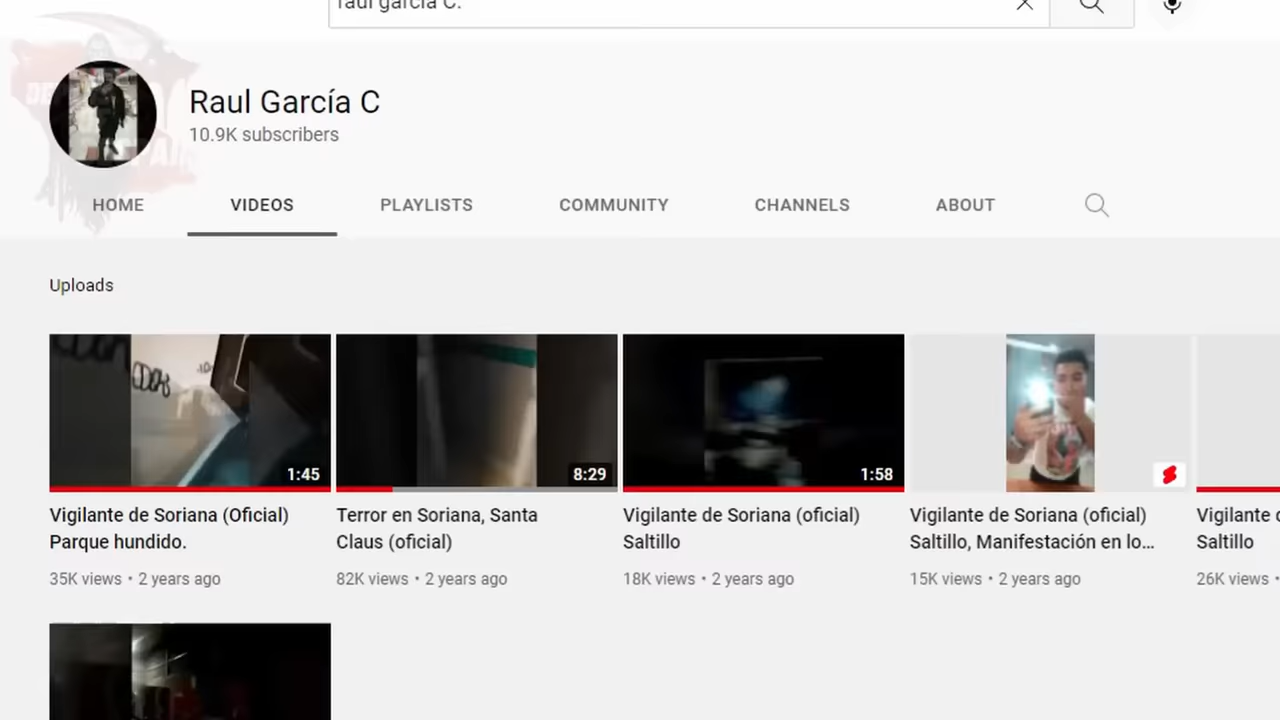 raul garcía C.
Raul García C
10.9K subscribers
HOME VIDEOS PLAYLISTS COMMUNITY CHANNELS ABOUT
Uploads
1:45
8:29
1:58
Vigilante de Soriana (Oficial)
Parque hundido.
35K views • 2 years ago
Terror en Soriana, Santa
Claus (oficial)
82K views • 2 years ago
Vigilante de Soriana (oficial)
Saltillo
18K views • 2 years ago
Vigilante de Soriana (oficial)
Saltillo, Manifestación en lo...
15K views • 2 years ago
Vigilante
Saltillo
26K views •